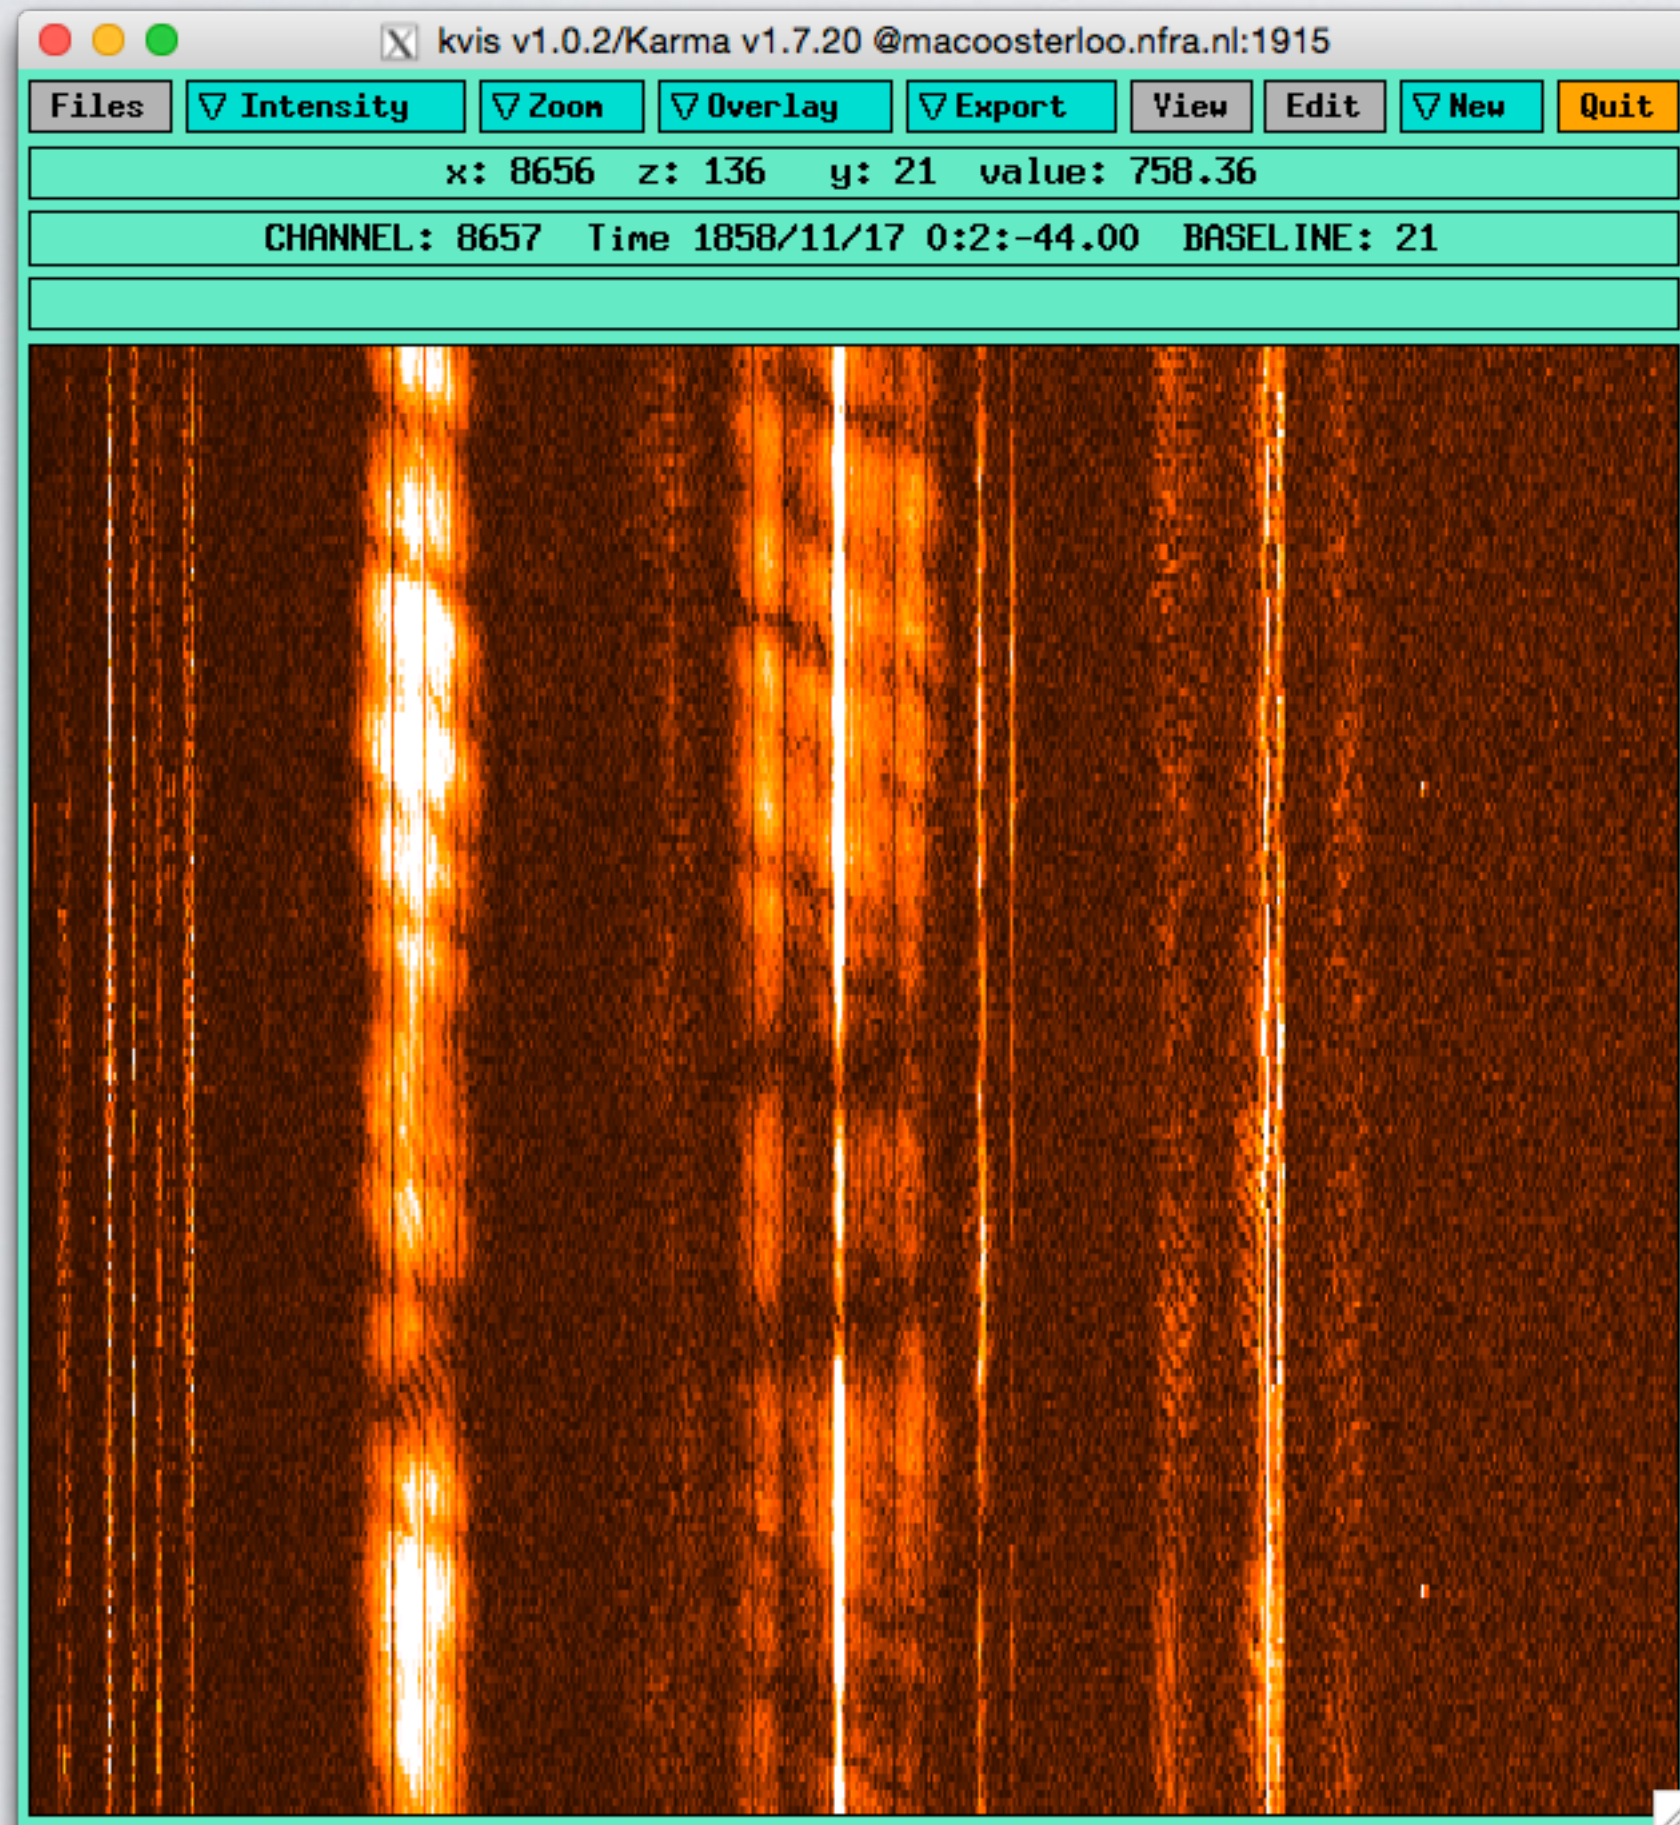 kvis v1.0.2/Karma v1.7.20 @macoosterloo.nfra.nl:1915
Files Intensity Zoom Overlay Export View Edit New Quit
x: 8656 z: 136 y: 21 value: 758.36
CHANNEL: 8657 Time 1858/11/17 0:2:-44.00 BASELINE: 21